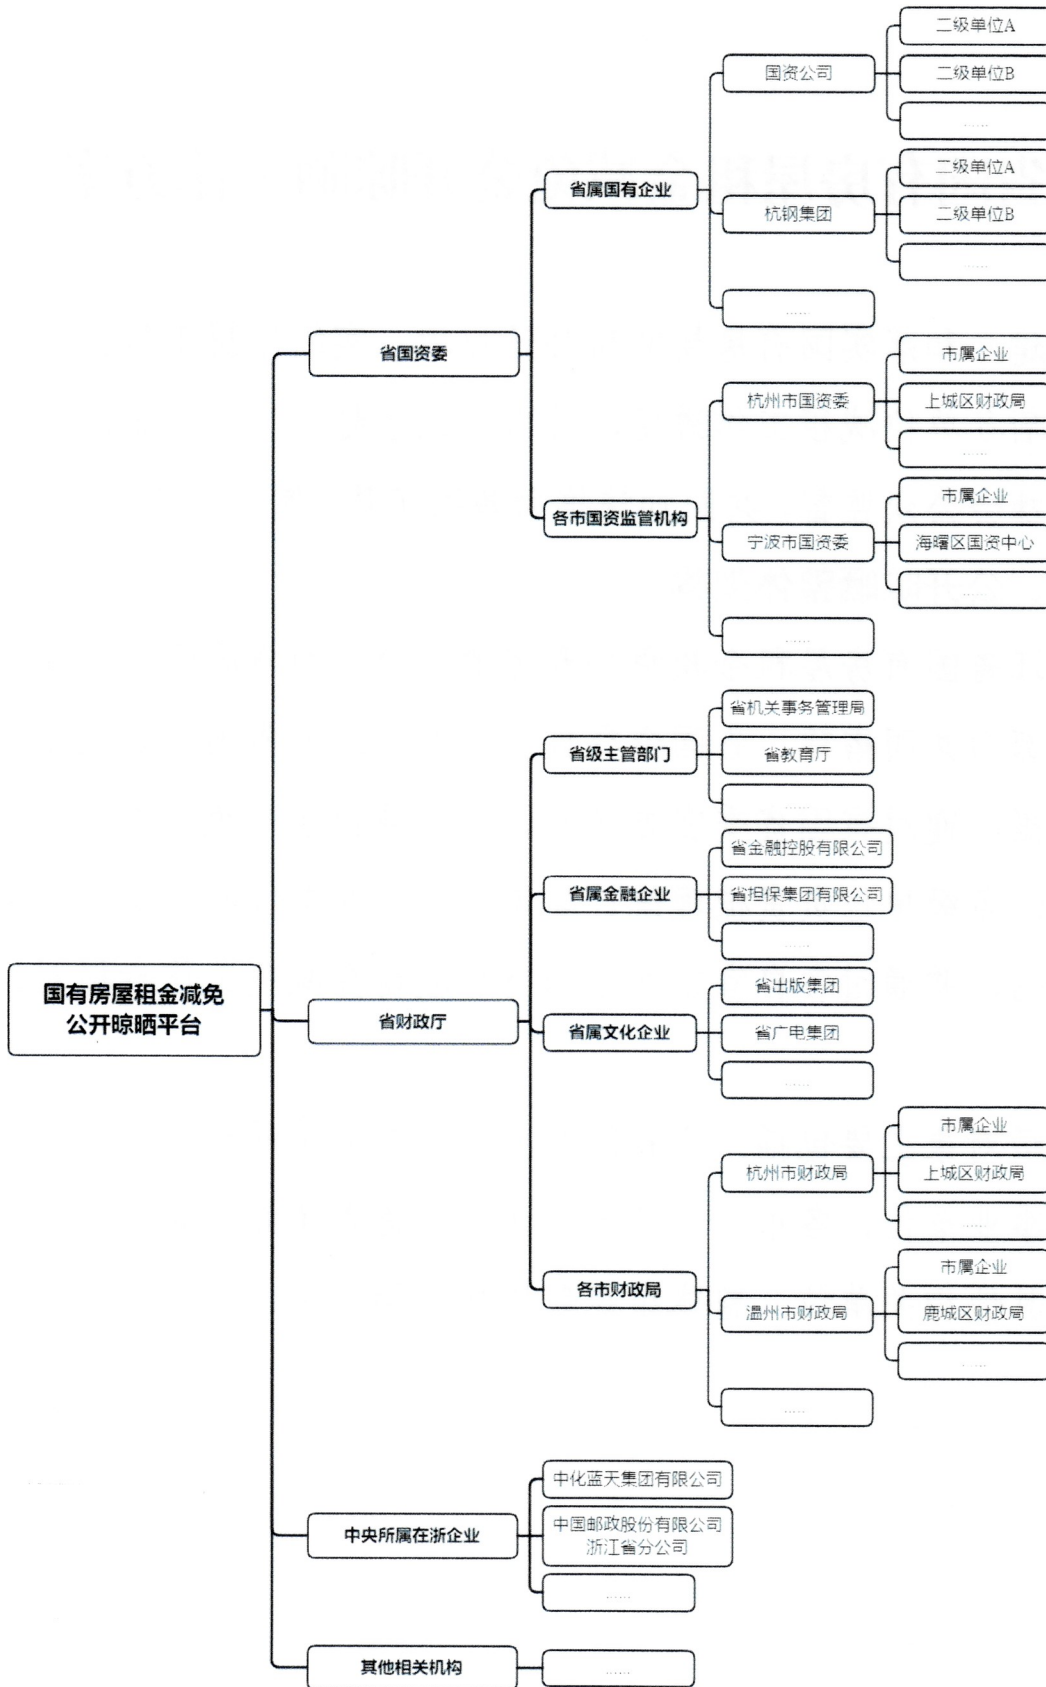 国有房屋租金减免
公开晾晒平台
省国资委
省属国有企业
国资公司
二级单位A
二级单位B
......
杭钢集团
二级单位A
二级单位B
......
......
各市国资监管机构
杭州市国资委
市属企业
上城区财政局
......
宁波市国资委
市属企业
海曙区国资中心
......
......
省财政厅
省级主管部门
省机关事务管理局
省教育厅
......
省属金融企业
省金融控股有限公司
省担保集团有限公司
......
省属文化企业
省出版集团
省广电集团
......
各市财政局
杭州市财政局
市属企业
上城区财政局
......
温州市财政局
市属企业
鹿城区财政局
......
......
中央所属在浙企业
中化蓝天集团有限公司
中国邮政股份有限公司
浙江省分公司
......
其他相关机构
......